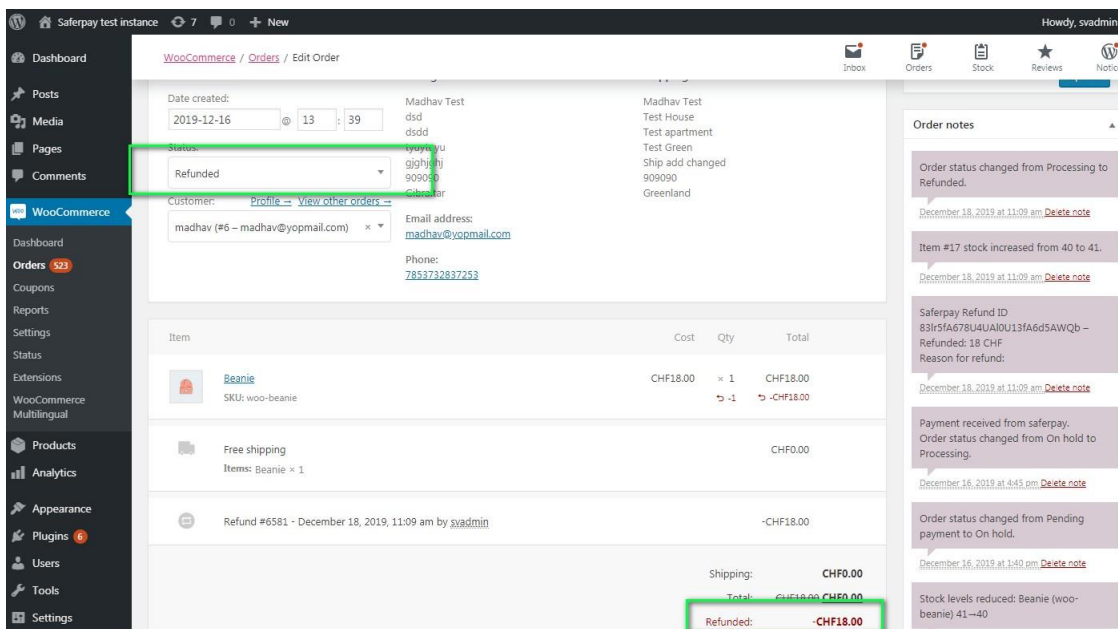 Saferpay test instance 7 0 + New Howdy, svadmin
Dashboard
Posts
Media
Pages
Comments
WooCommerce
Dashboard
Orders 523
Coupons
Reports
Settings
Status
Extensions
WooCommerce
Multilingual
Products
Analytics
Appearance
Plugins 6
Users
Tools
Settings
WooCommerce / Orders / Edit Order
Inbox
Orders
Stock
Reviews
Notic
Date created:
2019-12-16 @ 13 : 39
Status:
Refunded
Customer: Profile → View other orders →
madhav (#6 – madhav@yopmail.com) × 
Madhav Test
dsd
dsdd
gjghjghj
909090
Gibraltar
Email address:
madhav@yopmail.com
Phone:
7853732837253
Madhav Test
Test House
Test apartment
Test Green
Ship add changed
909090
Greenland
Item Cost Qty Total
Beanie CHF18.00 × 1 CHF18.00
SKU: woo-beanie -1 -CHF18.00
Free shipping CHF0.00
Items: Beanie × 1
Refund #6581 - December 18, 2019, 11:09 am by svadmin -CHF18.00
Shipping: CHF0.00
Total: CHF18.00 CHF0.00
Refunded: -CHF18.00
Order notes
Order status changed from Processing to
Refunded.
December 18, 2019 at 11:09 am Delete note
Item #17 stock increased from 40 to 41.
December 18, 2019 at 11:09 am Delete note
Saferpay Refund ID
83lr5fA678U4UAl0U13fA6d5AWQb –
Refunded: 18 CHF
Reason for refund:
December 18, 2019 at 11:09 am Delete note
Payment received from saferpay.
Order status changed from On hold to
Processing.
December 16, 2019 at 4:45 pm Delete note
Order status changed from Pending
payment to On hold.
December 16, 2019 at 1:40 pm Delete note
Stock levels reduced: Beanie (woo-
beanie) 41→40